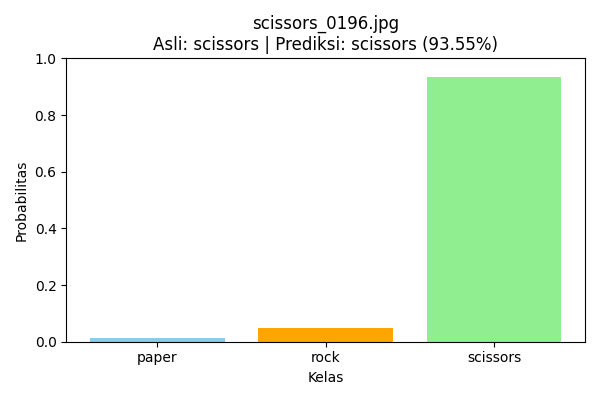 scissors_0196.jpg
Asli: scissors | Prediksi: scissors (93.55%)
1.0
0.8
0.6
0.4
0.2
0.0
Probabilitas
paper rock scissors
Kelas